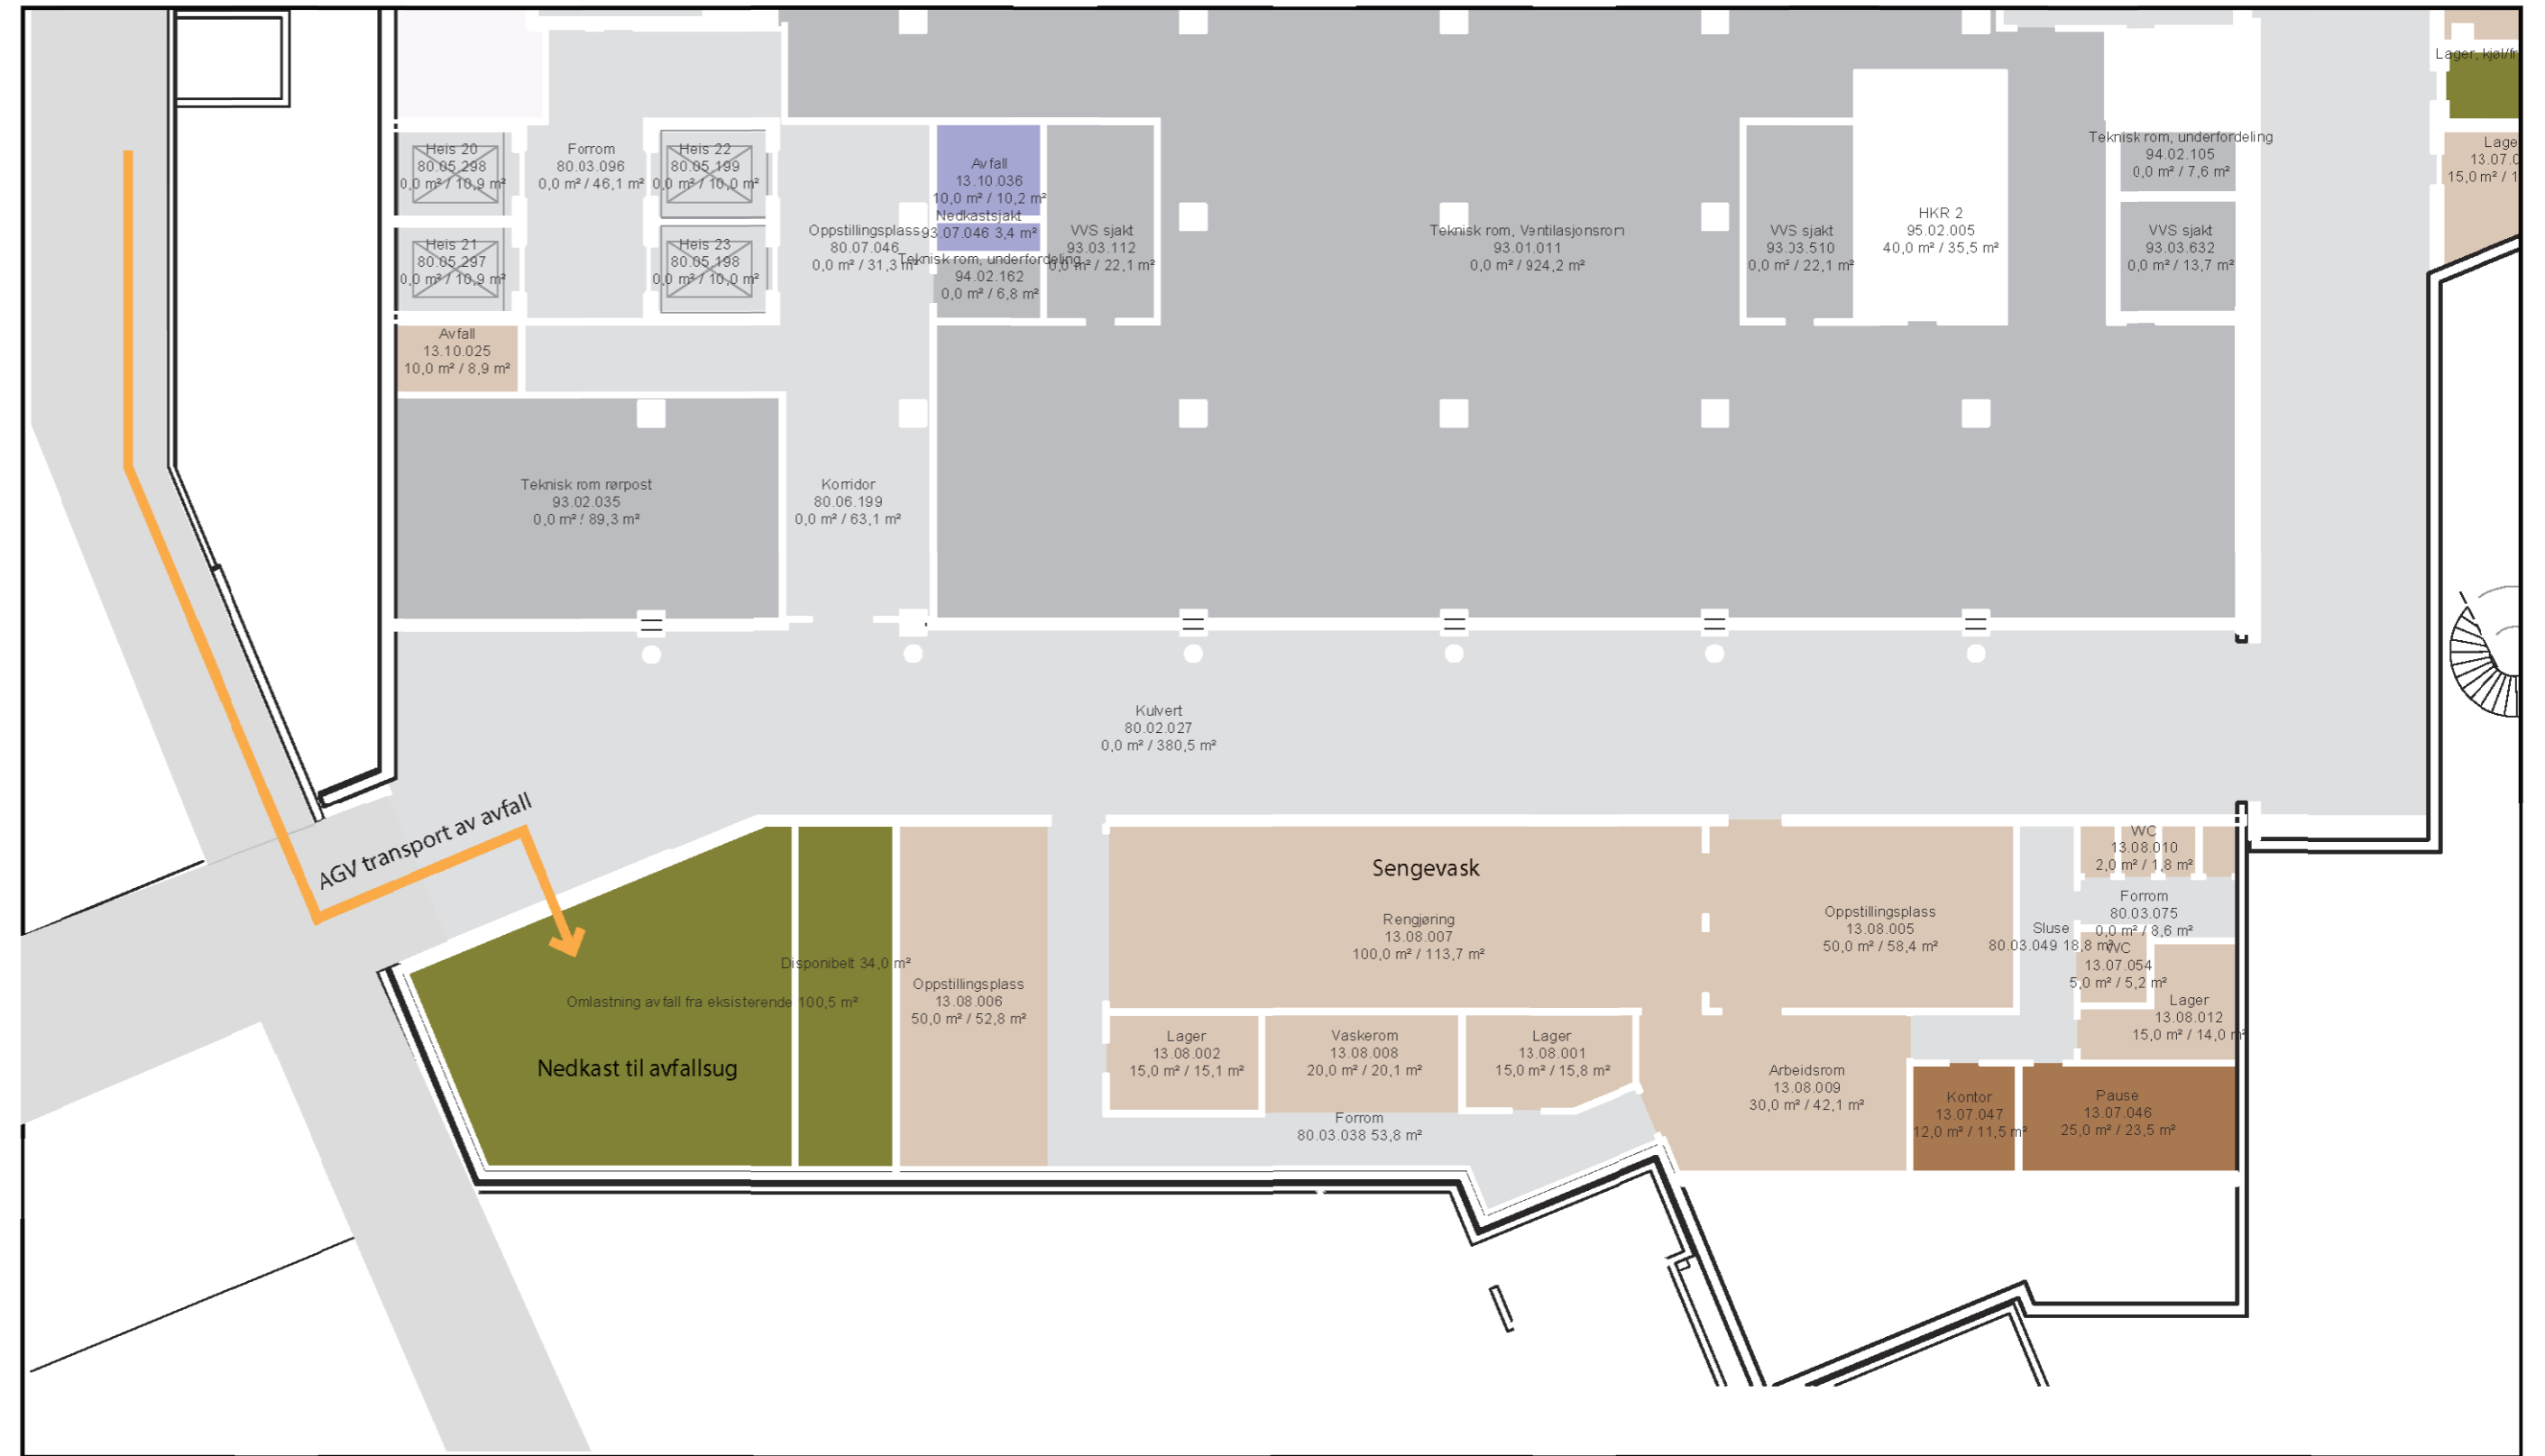 Lager, kjøl/fr
Heis 20
80.05.298
0,0 m² / 10,9 m²
Forrom
80.03.096
0,0 m² / 46,1 m²
Heis 22
80.05.199
0,0 m² / 10,0 m²
Avfall
13.10.036
10,0 m² / 10,2 m²
Nedkastsjakt
93.07.046 3,4 m²
Teknisk rom, underfordeling
94.02.105
0,0 m² / 7,6 m²
Lage
13.07.0
15,0 m² / 1
Heis 21
80.05.297
0,0 m² / 10,9 m²
Heis 23
80.05.198
0,0 m² / 10,0 m²
Oppstillingsplass
80.07.046
0,0 m² / 31,3 m²
Teknisk rom, underfordeling
94.02.162
0,0 m² / 6,8 m²
VVS sjakt
93.03.112
0,0 m² / 22,1 m²
Teknisk rom, Ventilasjonsrom
93.01.011
0,0 m² / 924,2 m²
VVS sjakt
93.03.510
0,0 m² / 22,1 m²
HKR 2
95.02.005
40,0 m² / 35,5 m²
VVS sjakt
93.03.632
0,0 m² / 13,7 m²
Avfall
13.10.025
10,0 m² / 8,9 m²
Teknisk rom rørpost
93.02.035
0,0 m² / 89,3 m²
Korridor
80.06.199
0,0 m² / 63,1 m²
Kulvert
80.02.027
0,0 m² / 380,5 m²
AGV transport av avfall
Disponibelt 34,0 m²
Omlastning avfall fra eksisterende 100,5 m²
Nedkast til avfallsug
Oppstillingsplass
13.08.006
50,0 m² / 52,8 m²
Sengevask
Rengjøring
13.08.007
100,0 m² / 113,7 m²
Oppstillingsplass
13.08.005
50,0 m² / 58,4 m²
Sluse
80.03.049 18,8 m²
WC
13.08.010
2,0 m² / 1,8 m²
Forrom
80.03.075
0,0 m² / 8,6 m²
WC
13.07.054
5,0 m² / 5,2 m²
Lager
13.08.012
15,0 m² / 14,0 m²
Lager
13.08.002
15,0 m² / 15,1 m²
Vaskerom
13.08.008
20,0 m² / 20,1 m²
Lager
13.08.001
15,0 m² / 15,8 m²
Forrom
80.03.038 53,8 m²
Arbeidsrom
13.08.009
30,0 m² / 42,1 m²
Kontor
13.07.047
12,0 m² / 11,5 m²
Pause
13.07.046
25,0 m² / 23,5 m²